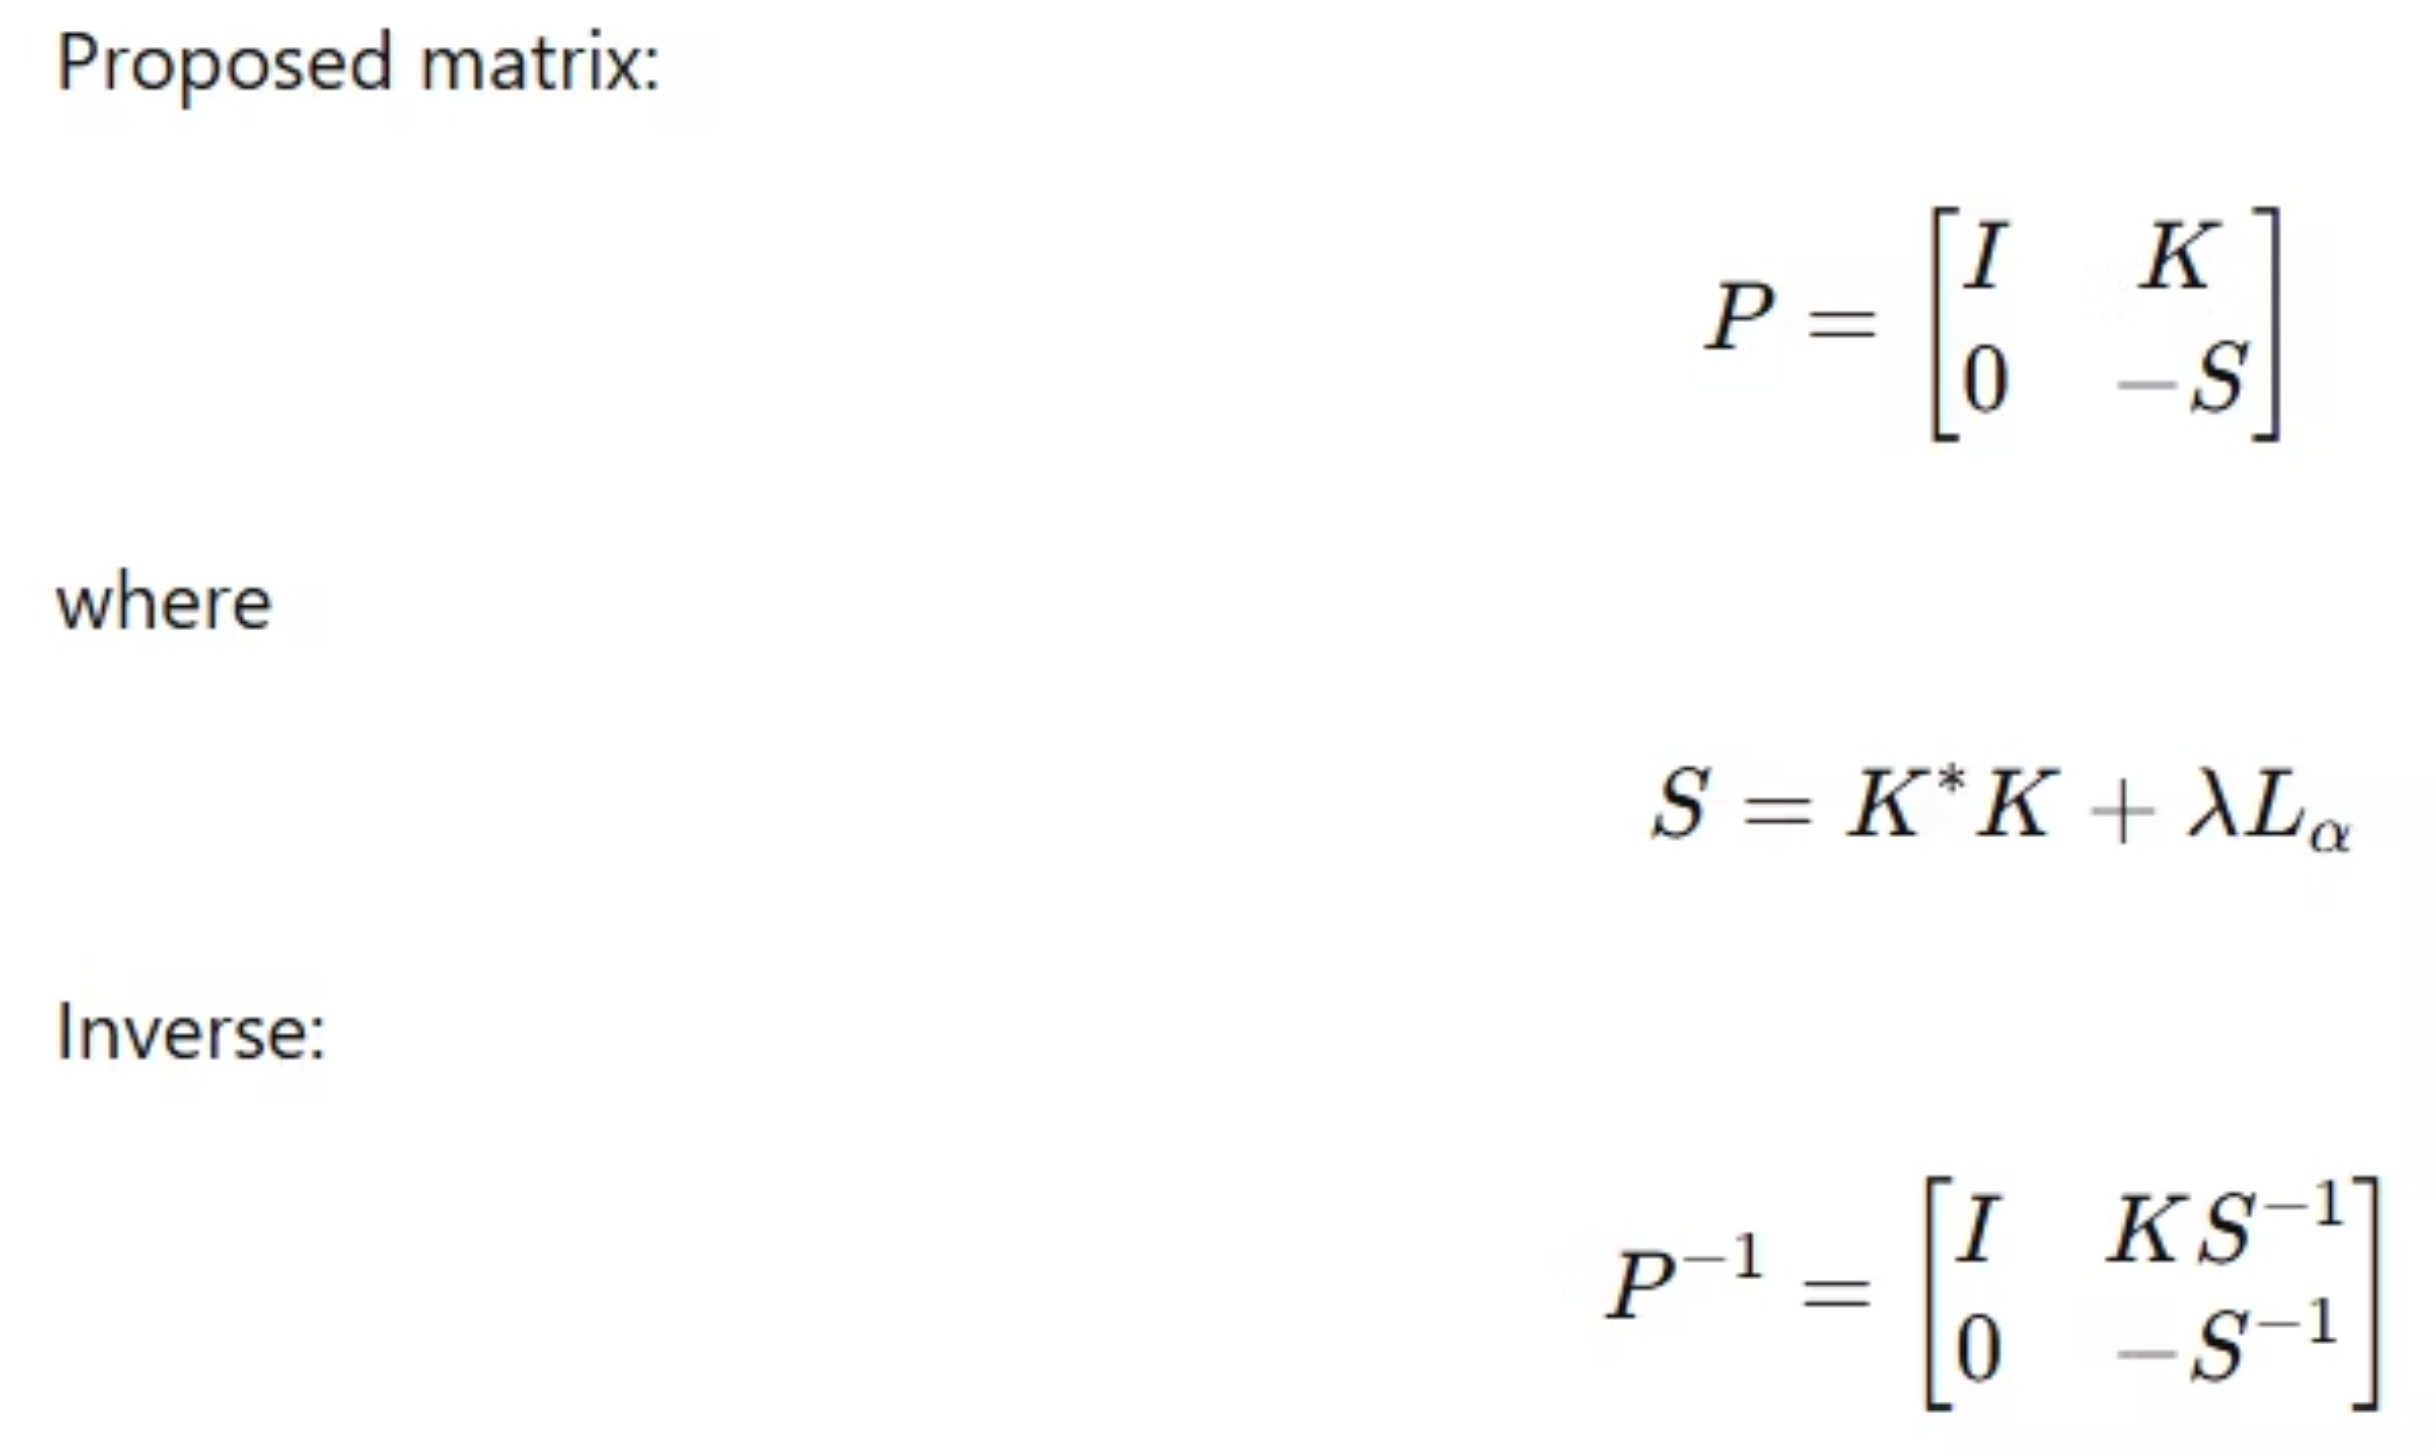 Proposed matrix:
P = [ I K
0 −S ]
where
S = K*K + λL_α
Inverse:
P⁻¹ = [ I KS⁻¹
0 −S⁻¹ ]